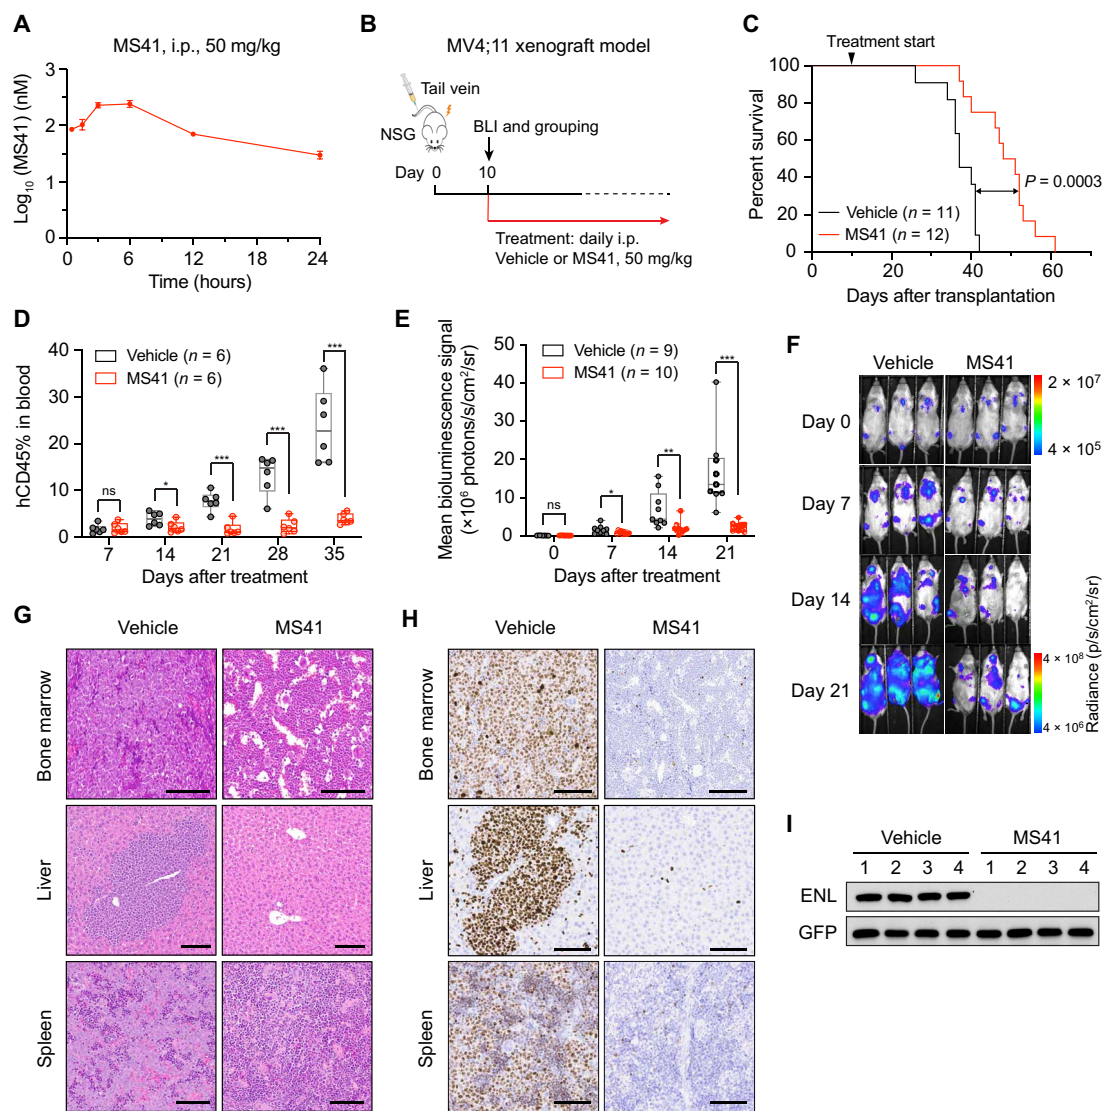 A
MS41, i.p., 50 mg/kg
Log10 (MS41) (nM)
3
2
1
0
0
6
12
18
24
Time (hours)
B
MV4;11 xenograft model
Tail vein
NSG
BLI and grouping
Day
0
10
Treatment: daily i.p.
Vehicle or MS41, 50 mg/kg
C
Treatment start
Percent survival
100
80
60
40
20
0
P = 0.0003
Vehicle (n = 11)
MS41 (n = 12)
0
20
40
60
Days after transplantation
D
hCD45% in blood
40
30
20
10
0
Vehicle (n = 6)
MS41 (n = 6)
ns
*
***
***
***
7
14
21
28
35
Days after treatment
E
Mean bioluminescence signal
(×10⁶ photons/s/cm²/sr)
50
40
30
20
10
0
Vehicle (n = 9)
MS41 (n = 10)
ns
*
**
***
0
7
14
21
Days after treatment
F
Vehicle
MS41
Day 0
Day 7
Day 14
Day 21
2 × 10⁷
4 × 10⁵
4 × 10⁸
4 × 10⁶
Radiance (p/s/cm²/sr)
G
Vehicle
MS41
Bone marrow
Liver
Spleen
H
Vehicle
MS41
Bone marrow
Liver
Spleen
I
Vehicle
MS41
1 2 3 4 1 2 3 4
ENL
GFP